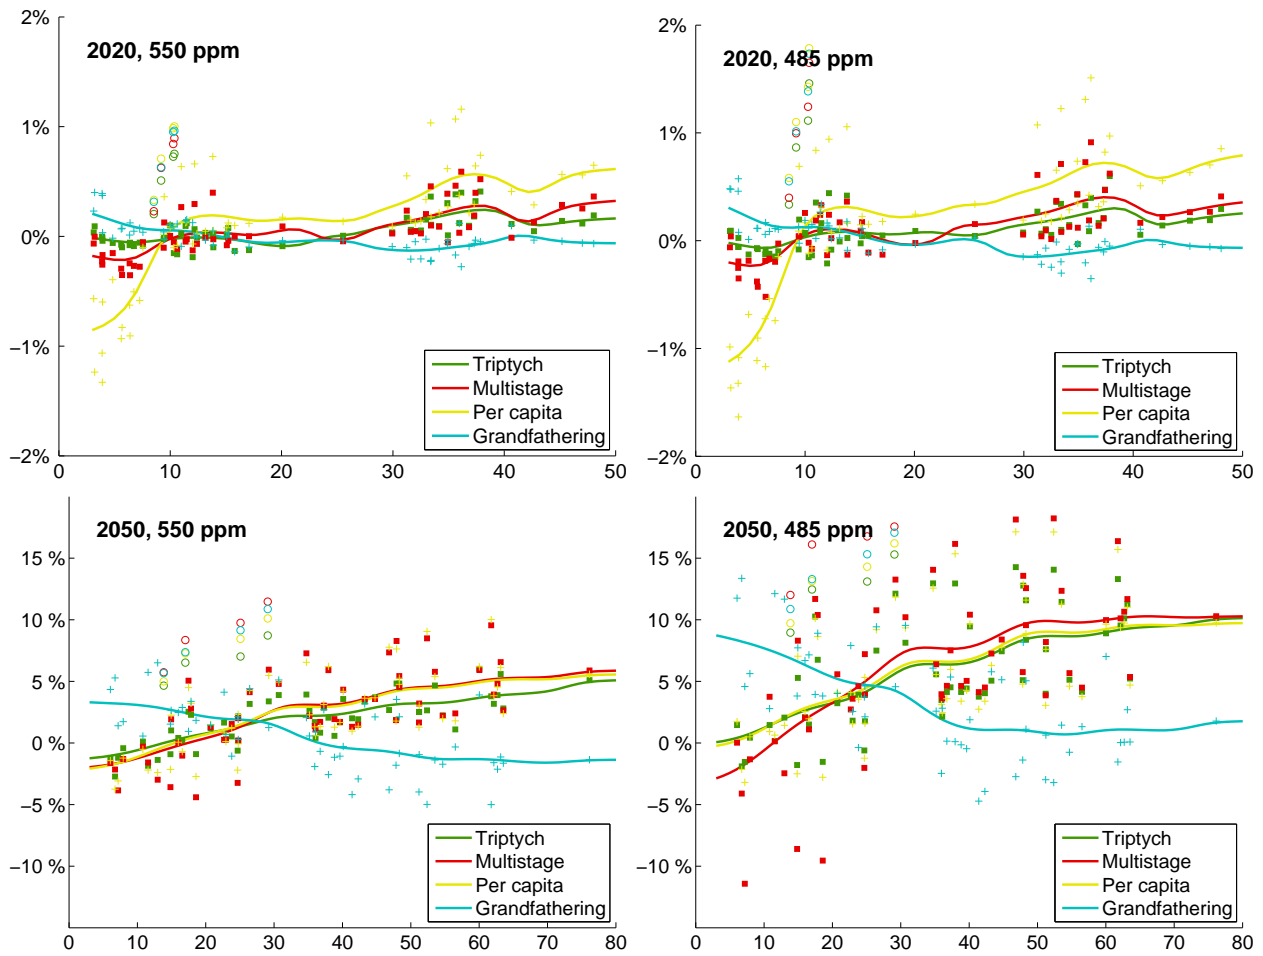 2%
2020, 550 ppm
1%
0%
−1%
−2%
0 10 20 30 40 50
Triptych
Multistage
Per capita
Grandfathering
2%
2020, 485 ppm
1%
0%
−1%
−2%
0 10 20 30 40 50
Triptych
Multistage
Per capita
Grandfathering
2050, 550 ppm
15 %
10 %
5 %
0 %
−5 %
−10 %
0 10 20 30 40 50 60 70 80
Triptych
Multistage
Per capita
Grandfathering
2050, 485 ppm
15 %
10 %
5 %
0 %
−5 %
−10 %
0 10 20 30 40 50 60 70 80
Triptych
Multistage
Per capita
Grandfathering